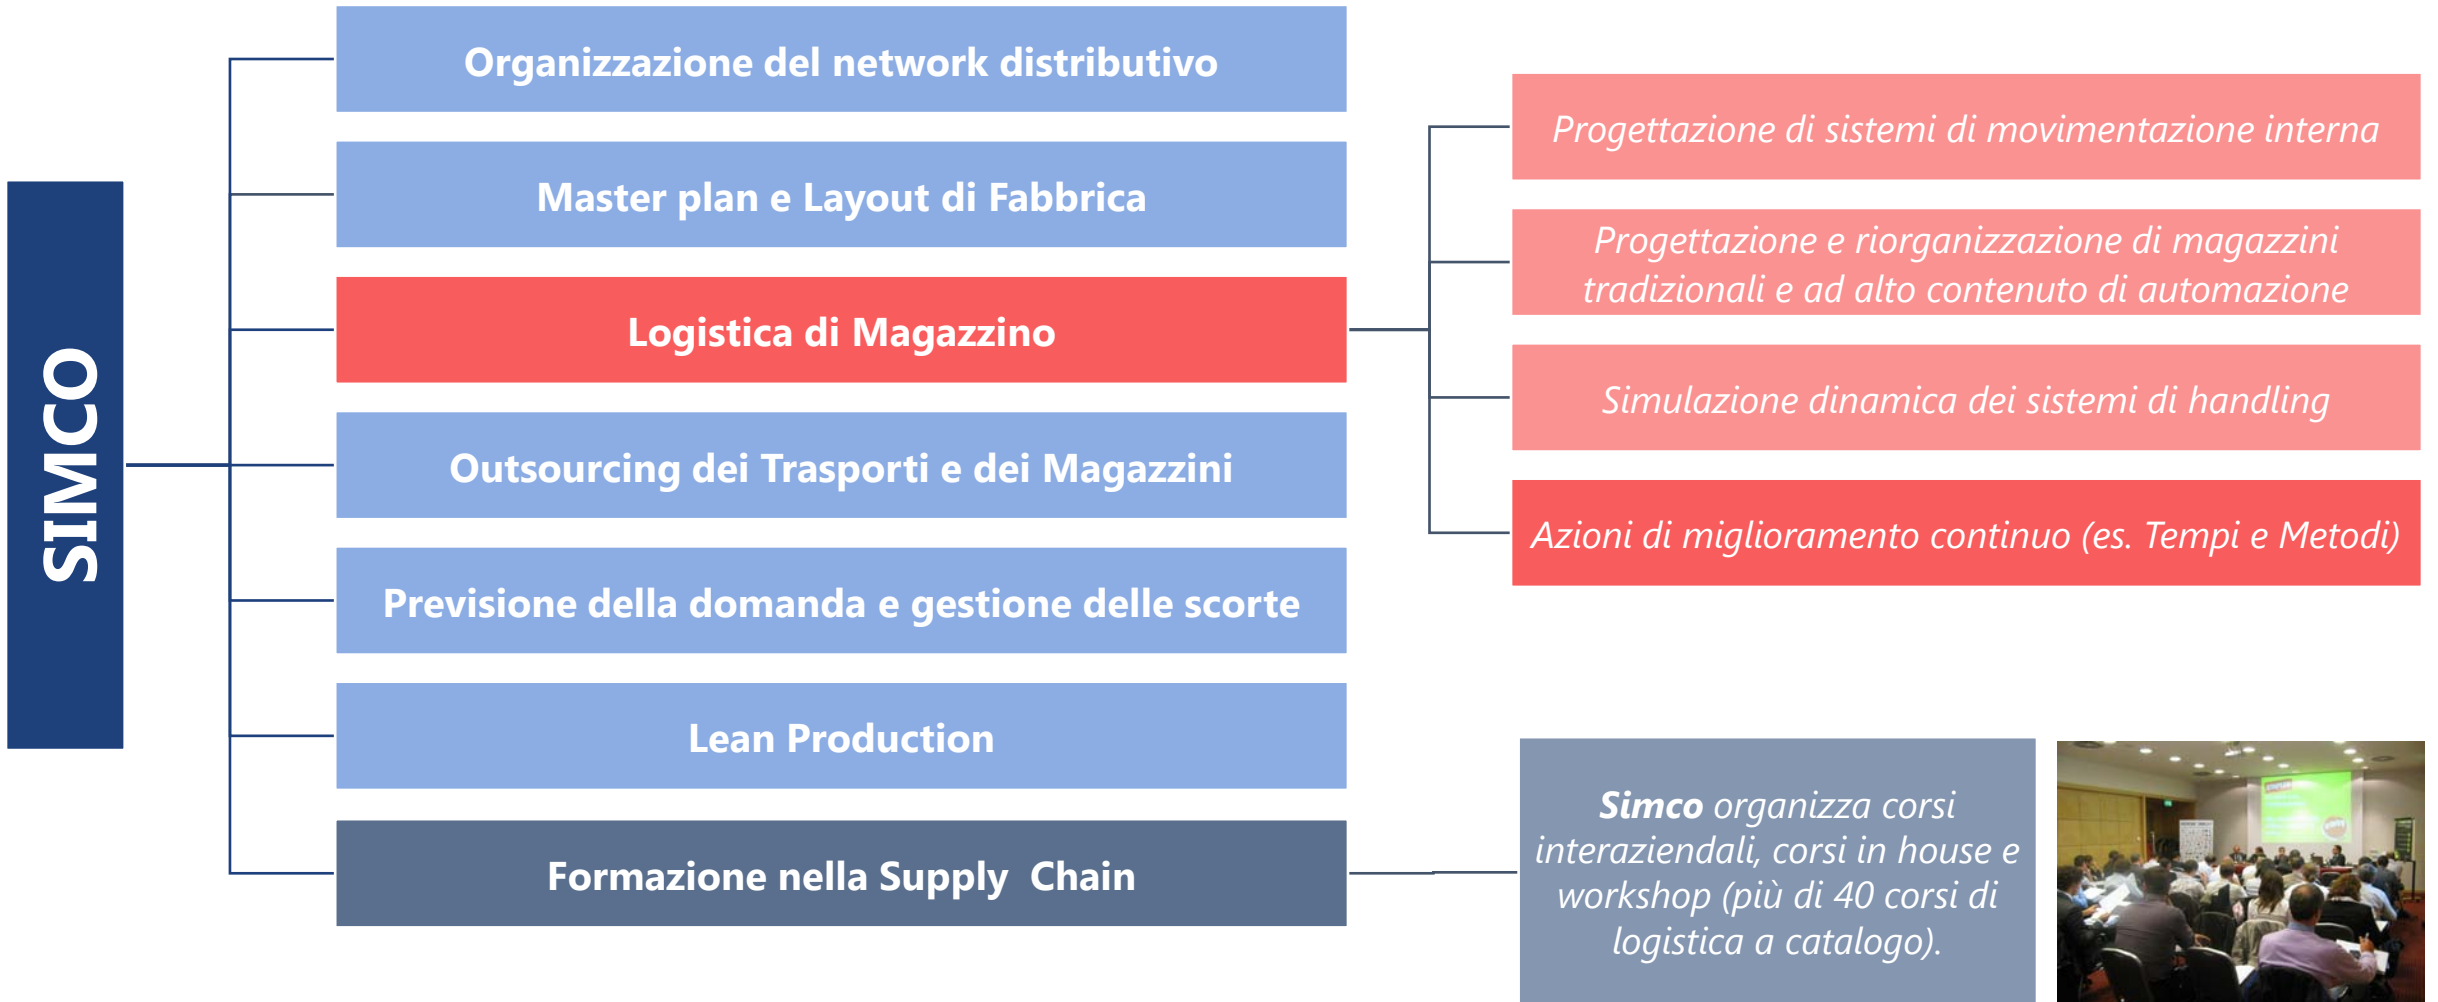 SIMCO
Organizzazione del network distributivo
Master plan e Layout di Fabbrica
Logistica di Magazzino
Outsourcing dei Trasporti e dei Magazzini
Previsione della domanda e gestione delle scorte
Lean Production
Formazione nella Supply  Chain
Progettazione di sistemi di movimentazione interna
Progettazione e riorganizzazione di magazzini
tradizionali e ad alto contenuto di automazione
Simulazione dinamica dei sistemi di handling
Azioni di miglioramento continuo (es. Tempi e Metodi)
Simco organizza corsi
interaziendali, corsi in house e
workshop (più di 40 corsi di
logistica a catalogo).